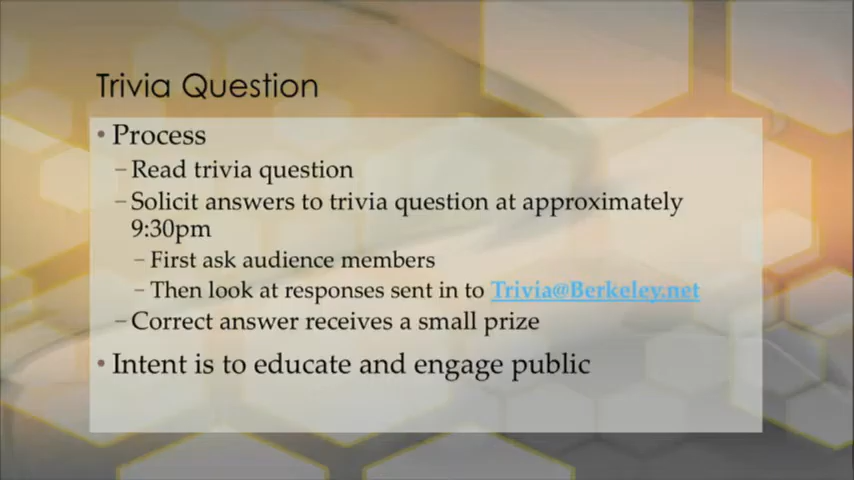 Trivia Question
• Process
– Read trivia question
– Solicit answers to trivia question at approximately
9:30pm
– First ask audience members
– Then look at responses sent in to Trivia@Berkeley.net
– Correct answer receives a small prize
• Intent is to educate and engage public